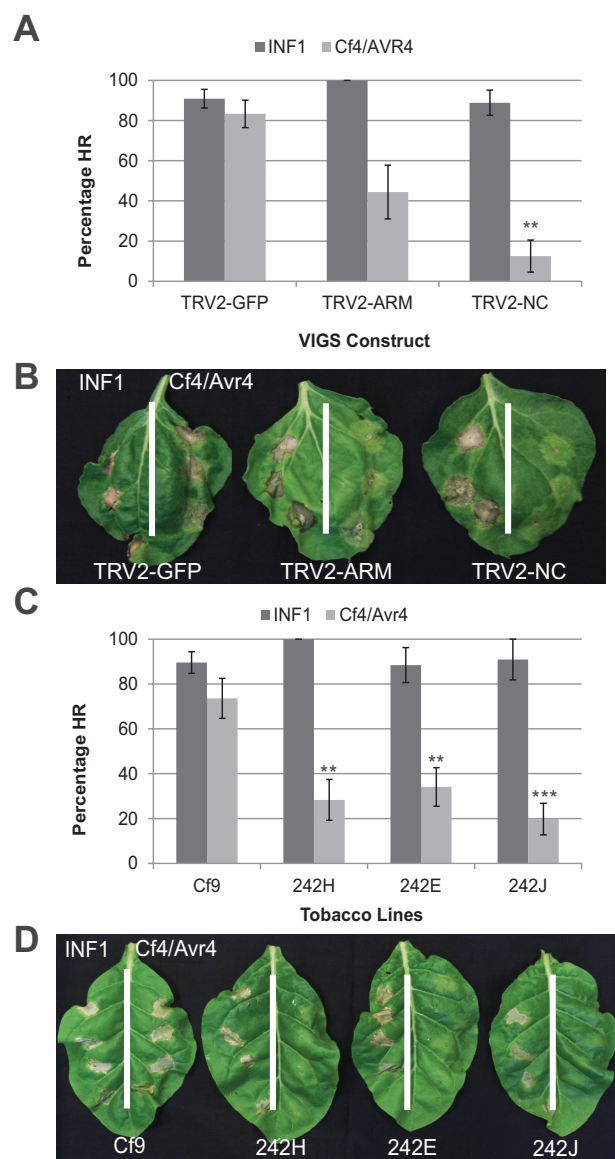 A
INF1 Cf4/AVR4
100
80
60
40
20
0
Percentage HR
**
TRV2-GFP TRV2-ARM TRV2-NC
VIGS Construct
B
INF1 Cf4/Avr4
TRV2-GFP TRV2-ARM TRV2-NC
C
INF1 Cf4/Avr4
100
80
60
40
20
0
Percentage HR
** ** ***
Cf9 242H 242E 242J
Tobacco Lines
D
INF1 Cf4/Avr4
Cf9 242H 242E 242J